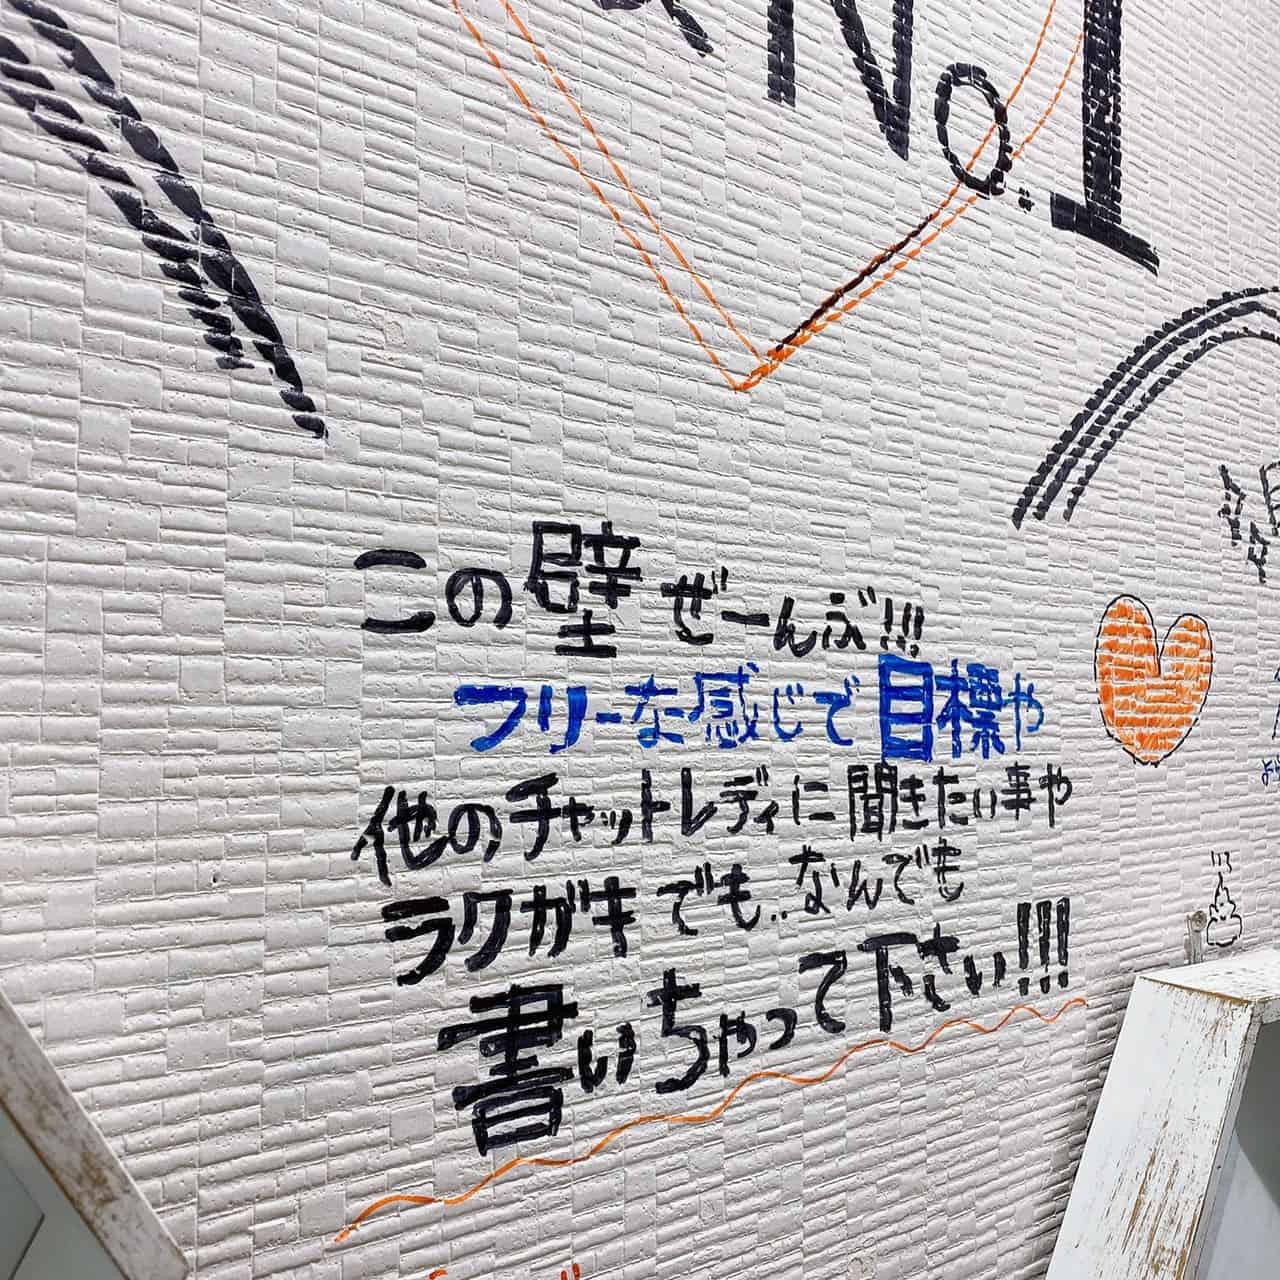 No.1
この壁ぜーんぶ!!!
フリーな感じで目標や
他のチャットレディに聞きたい事や
ラクガキでも..なんでも
書いちゃって下さい!!!